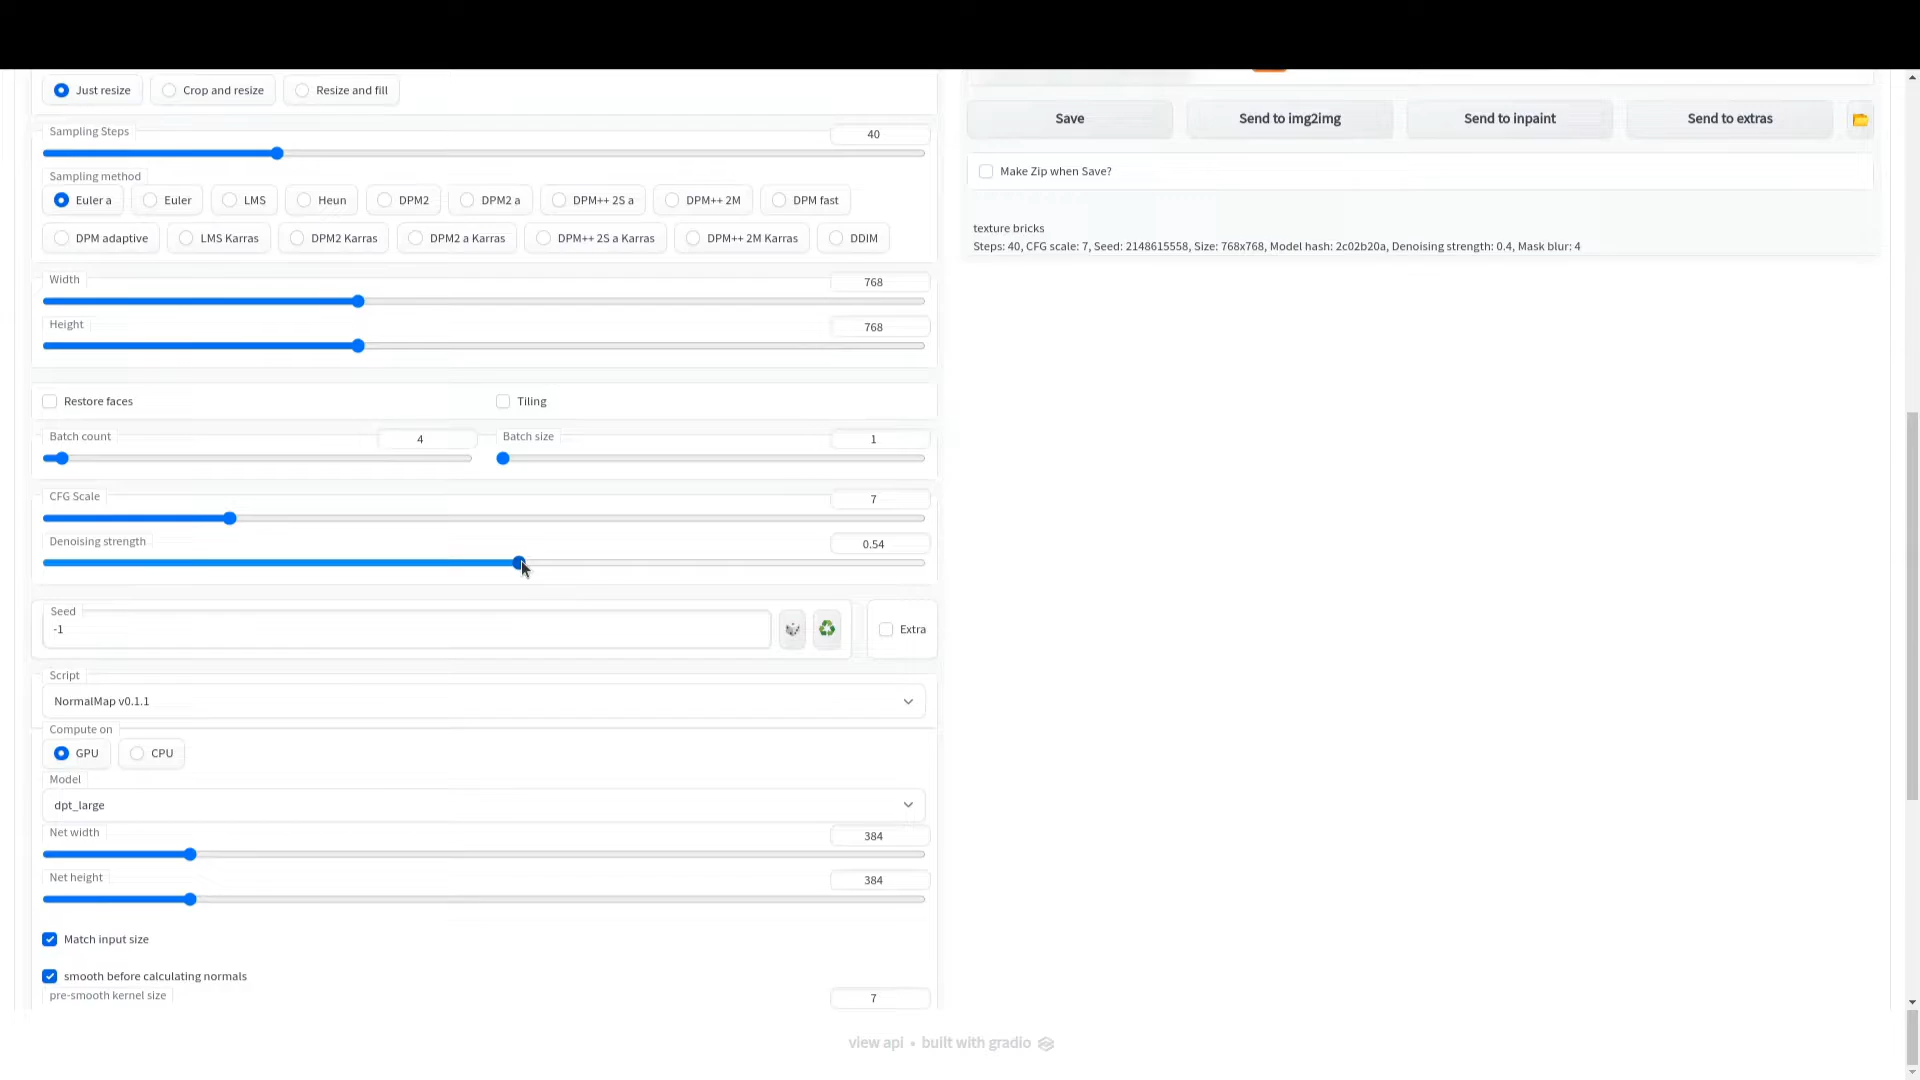 Just resize Crop and resize Resize and fill
Sampling Steps 40
Sampling method
Euler a Euler LMS Heun DPM2 DPM2 a DPM++ 2S a DPM++ 2M DPM fast
DPM adaptive LMS Karras DPM2 Karras DPM2 a Karras DPM++ 2S a Karras DPM++ 2M Karras DDIM
Width 768
Height 768
Restore faces Tiling
Batch count 4 Batch size 1
CFG Scale 7
Denoising strength 0.54
Seed
-1
Extra
Script
NormalMap v0.1.1
Compute on
GPU CPU
Model
dpt_large
Net width 384
Net height 384
Match input size
smooth before calculating normals
pre-smooth kernel size 7
Save Send to img2img Send to inpaint Send to extras
Make Zip when Save?
texture bricks
Steps: 40, CFG scale: 7, Seed: 2148615558, Size: 768x768, Model hash: 2c02b20a, Denoising strength: 0.4, Mask blur: 4
view api • built with gradio